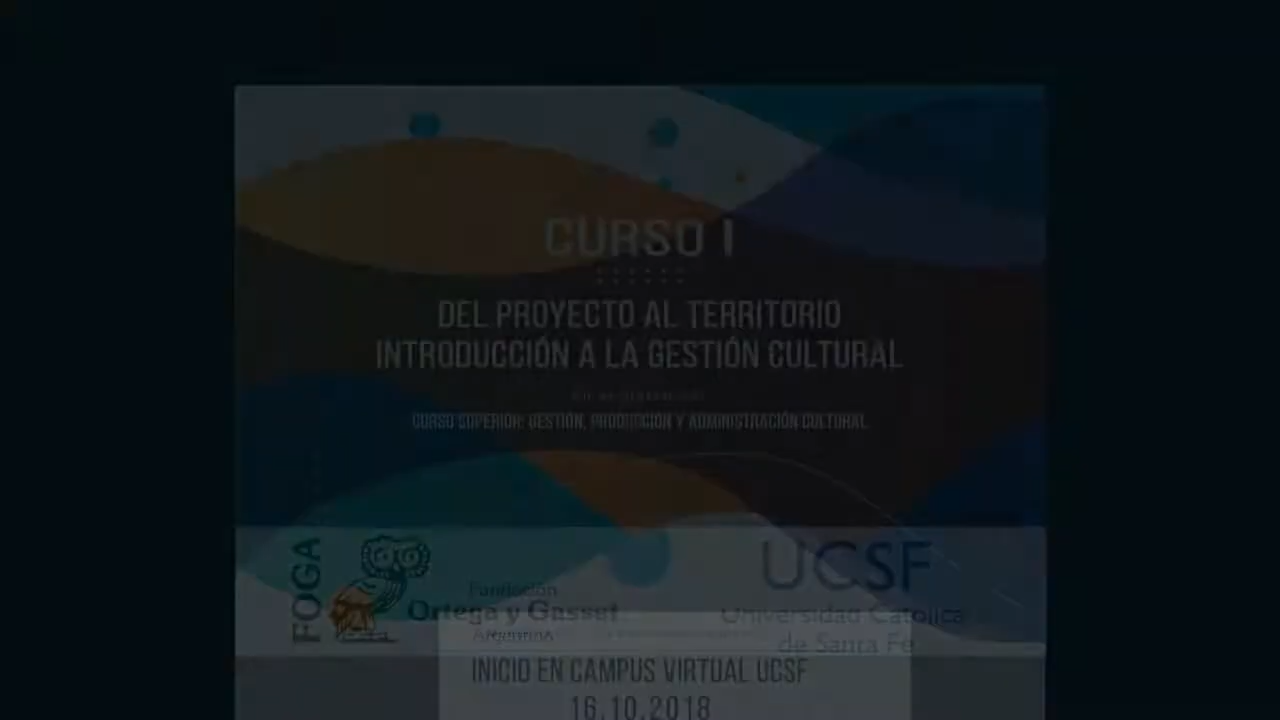 CURSO I
DEL PROYECTO AL TERRITORIO
INTRODUCCIÓN A LA GESTIÓN CULTURAL
CURSO SUPERIOR: GESTIÓN, PRODUCCIÓN Y ADMINISTRACIÓN CULTURAL
FOGA
Fundación
Ortega y Gasset
Argentina
UCSF
Universidad Católica
de Santa Fe
INICIO EN CAMPUS VIRTUAL UCSF
16.10.2018